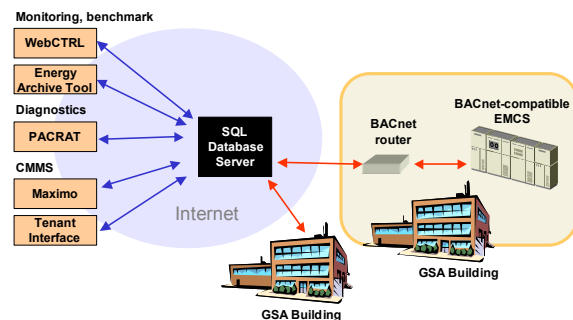 Monitoring, benchmark
WebCTRL
Energy
Archive Tool
Diagnostics
PACRAT
CMMS
Maximo
Tenant
Interface
SQL
Database
Server
Internet
BACnet
router
BACnet-compatible
EMCS
GSA Building
GSA Building